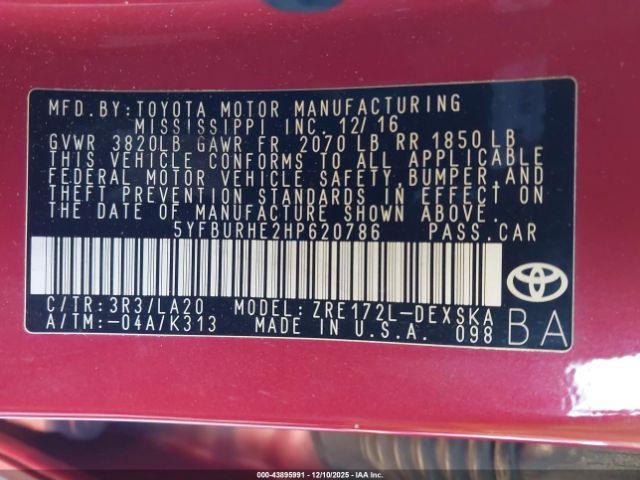 MFD. BY: TOYOTA MOTOR MANUFACTURING
MISSISSIPPI INC. 12/16
GVWR 3820LB GAWR FR 2070 LB RR 1850 LB
THIS VEHICLE CONFORMS TO ALL APPLICABLE
FEDERAL MOTOR VEHICLE SAFETY, BUMPER, AND
THEFT PREVENTION STANDARDS IN EFFECT ON
THE DATE OF MANUFACTURE SHOWN ABOVE.
5YFBURHE2HP620786 PASS. CAR
C/TR: 3R3/LA20 MODEL: ZRE172L-DEXSKA
A/TM: -04A/K313 MADE IN U.S.A. 098
BA
000-43895991 - 12/10/2025 - IAA Inc.